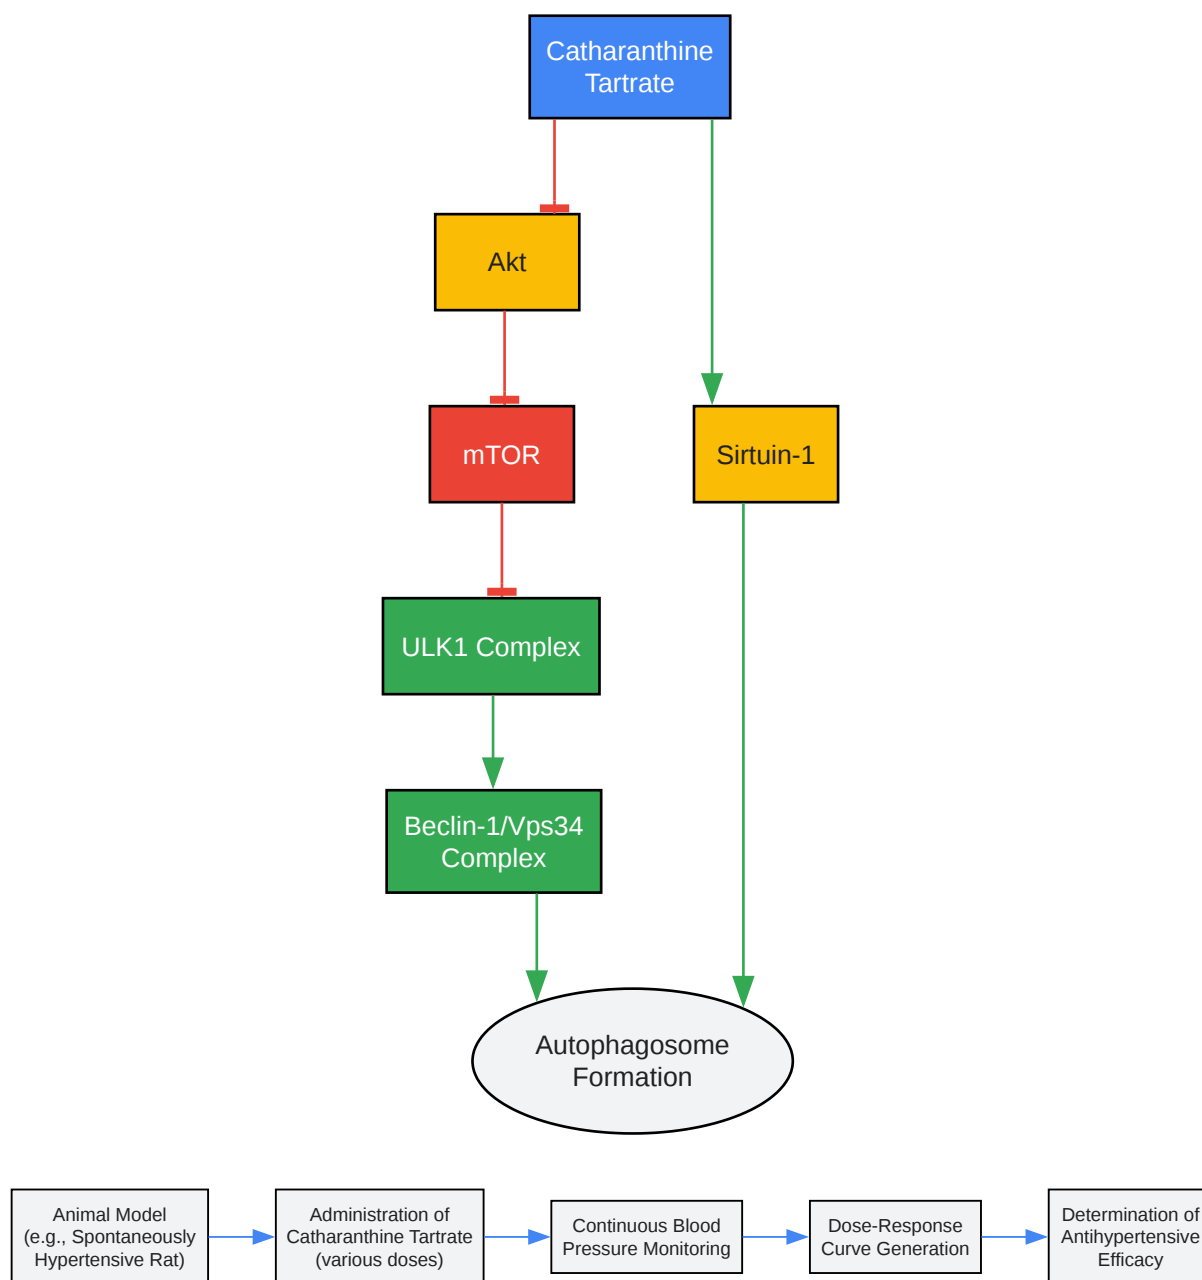 Catharanthine
Tartrate
Akt
mTOR
Sirtuin-1
ULK1 Complex
Beclin-1/Vps34
Complex
Autophagosome
Formation
Animal Model
(e.g., Spontaneously
Hypertensive Rat)
Administration of
Catharanthine Tartrate
(various doses)
Continuous Blood
Pressure Monitoring
Dose-Response
Curve Generation
Determination of
Antihypertensive
Efficacy